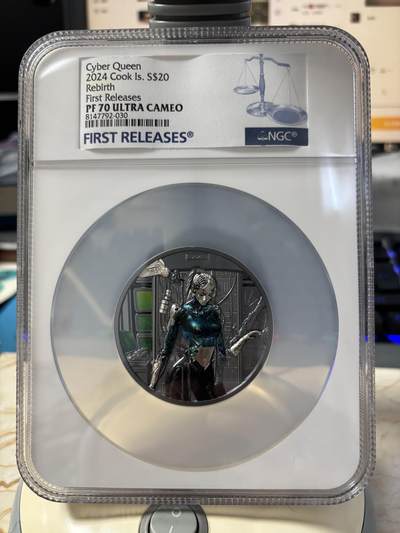 Cyber Queen
2024 Cook Is. S$20
Rebirth
First Releases
PF 70 ULTRA CAMEO
8147792-030
FIRST RELEASES®
NGC®